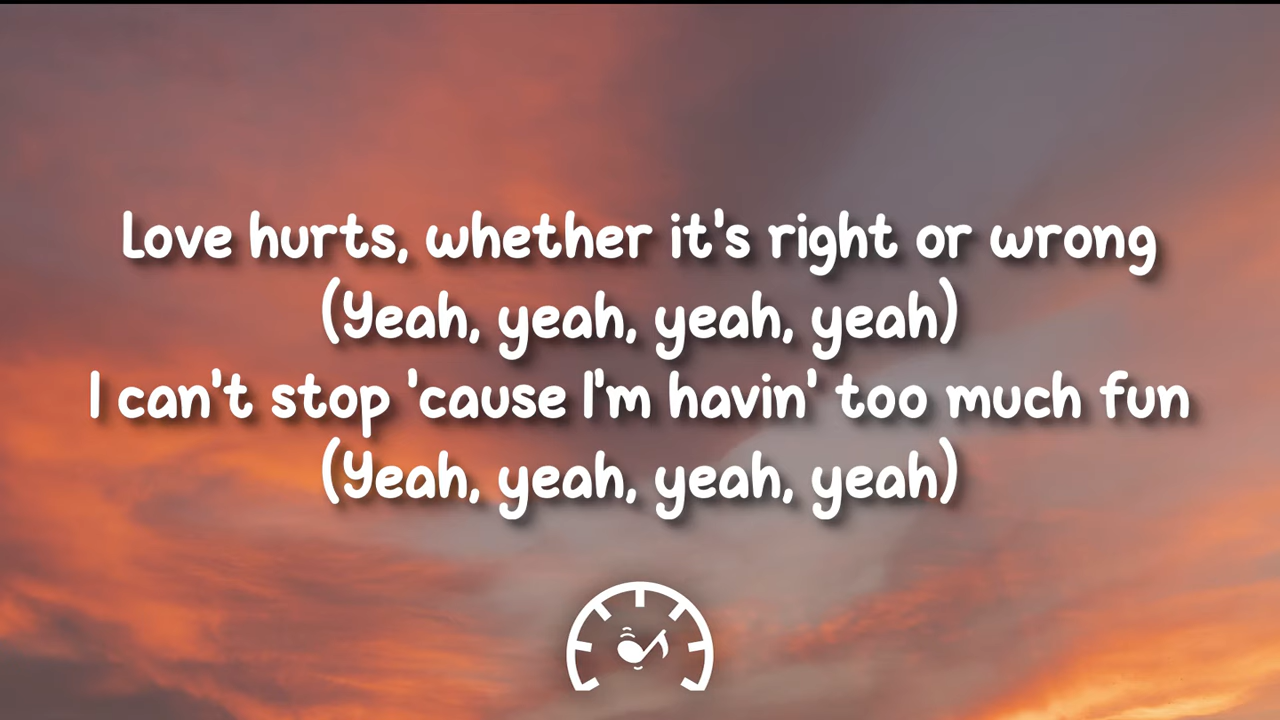 Love hurts, whether it's right or wrong
(Yeah, yeah, yeah, yeah)
I can't stop 'cause I'm havin' too much fun
(Yeah, yeah, yeah, yeah)